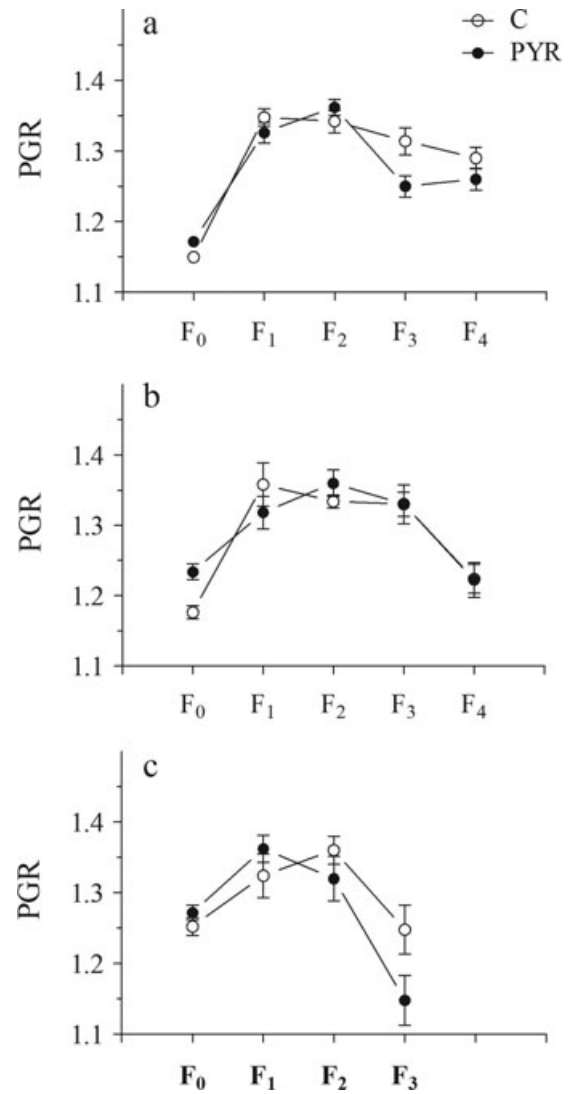 a
C
PYR
PGR
1.4
1.3
1.2
1.1
F₀ F₁ F₂ F₃ F₄
b
PGR
1.4
1.3
1.2
1.1
F₀ F₁ F₂ F₃ F₄
c
PGR
1.4
1.3
1.2
1.1
F₀ F₁ F₂ F₃